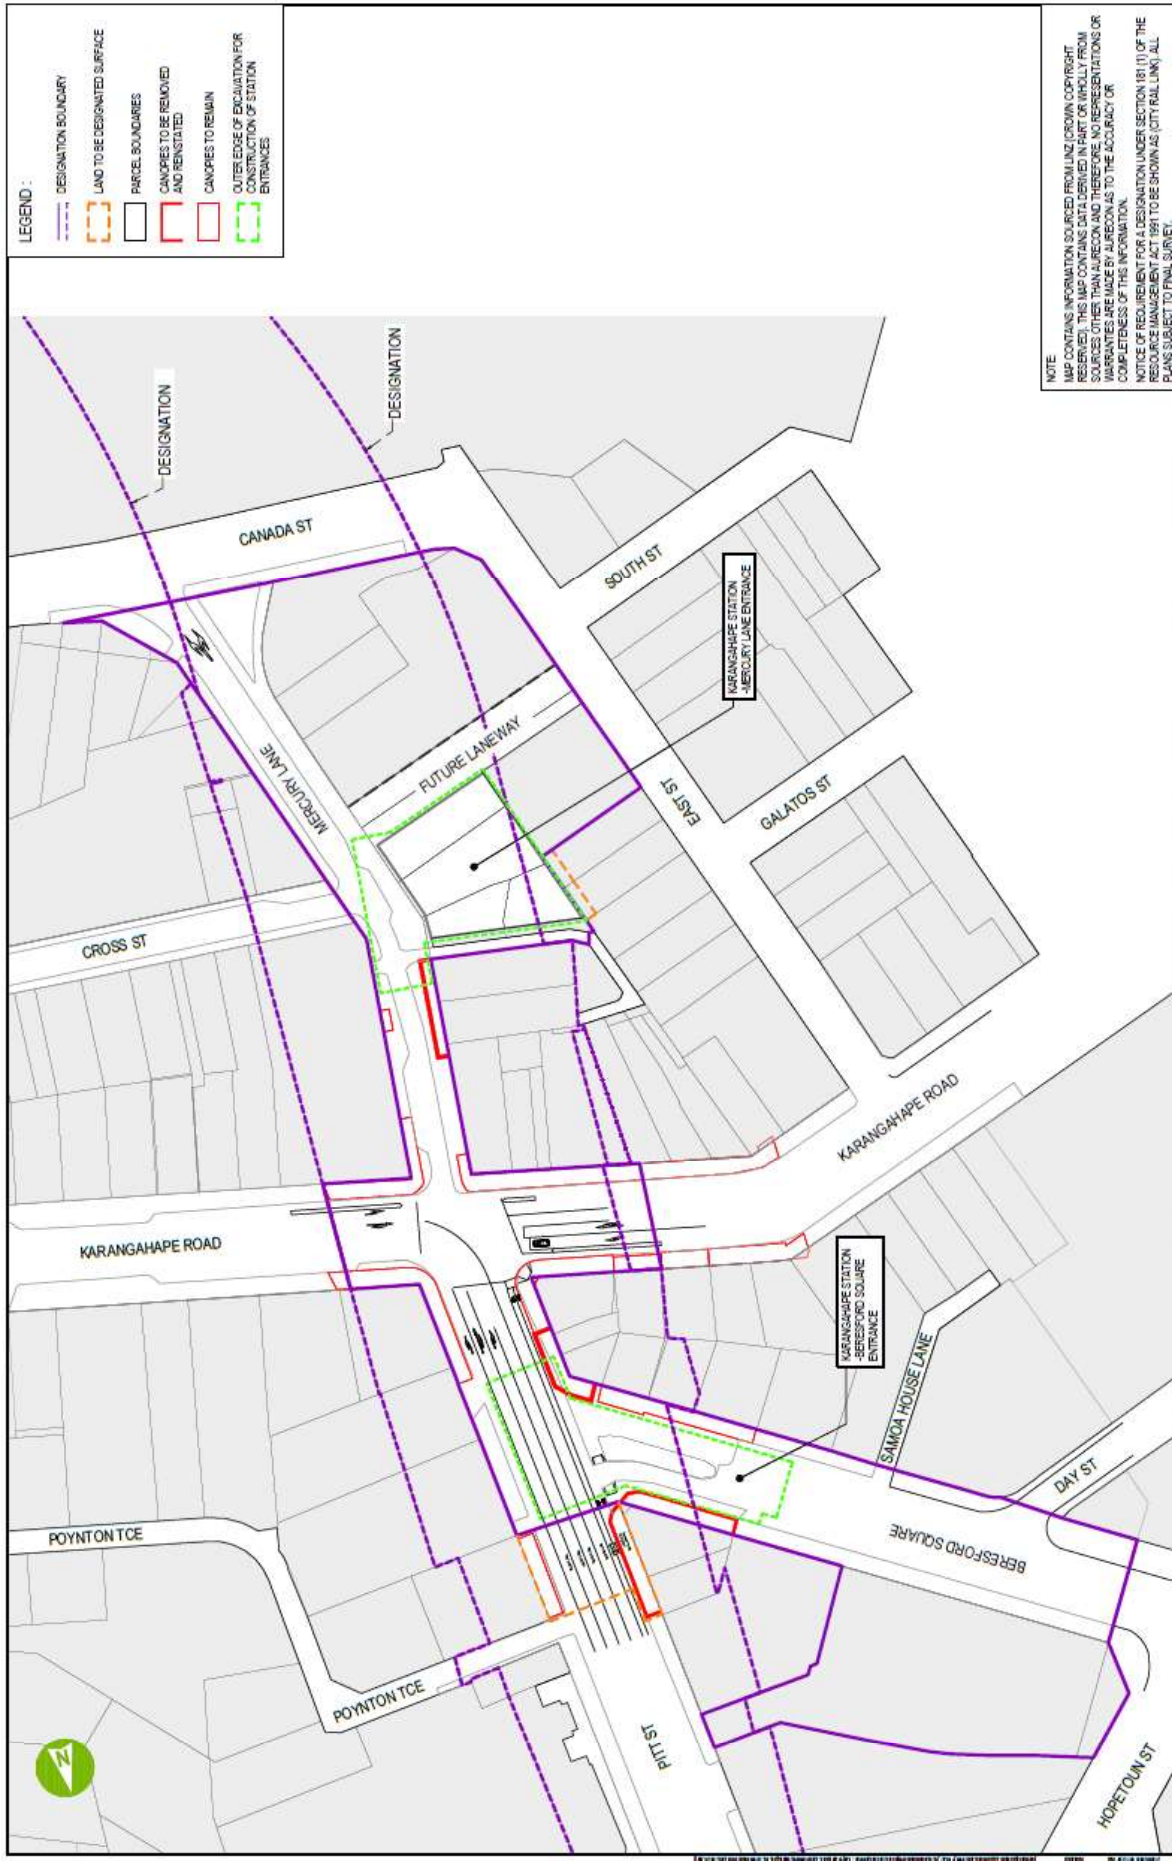 LEGEND :
DESIGNATION BOUNDARY
LAND TO BE DESIGNATED SURFACE
PARCEL BOUNDARIES
CANOPIES TO BE REMOVED
AND REINSTATED
CANOPIES TO REMAIN
OUTER EDGE OF EXCAVATION FOR
CONSTRUCTION OF STATION
ENTRANCES
DESIGNATION
DESIGNATION
CANADA ST
SOUTH ST
KARANGAHAPE STATION
-MERCURY LANE ENTRANCE
FUTURE LANEWAY
MERCURY LANE
EAST ST
GALATOS ST
CROSS ST
KARANGAHAPE ROAD
KARANGAHAPE ROAD
KARANGAHAPE STATION
-BERESFORD SQUARE
ENTRANCE
SAMOA HOUSE LANE
DAY ST
BERESFORD SQUARE
POYNTON TCE
POYNTON TCE
PITT ST
HOPETOUN ST
N
NOTE
MAP CONTAINS INFORMATION SOURCED FROM LINZ (CROWN COPYRIGHT
RESERVED). THIS MAP CONTAINS DATA DERIVED IN PART OR WHOLLY FROM
SOURCES OTHER THAN AURECON AND THEREFORE, NO REPRESENTATIONS OR
WARRANTIES ARE MADE BY AURECON AS TO THE ACCURACY OR
COMPLETENESS OF THIS INFORMATION.
NOTICE OF REQUIREMENT FOR A DESIGNATION UNDER SECTION 181 (1) OF THE
RESOURCE MANAGEMENT ACT 1991 TO BE SHOWN AS (CITY RAIL LINK). ALL
PLANS SUBJECT TO FINAL SURVEY.